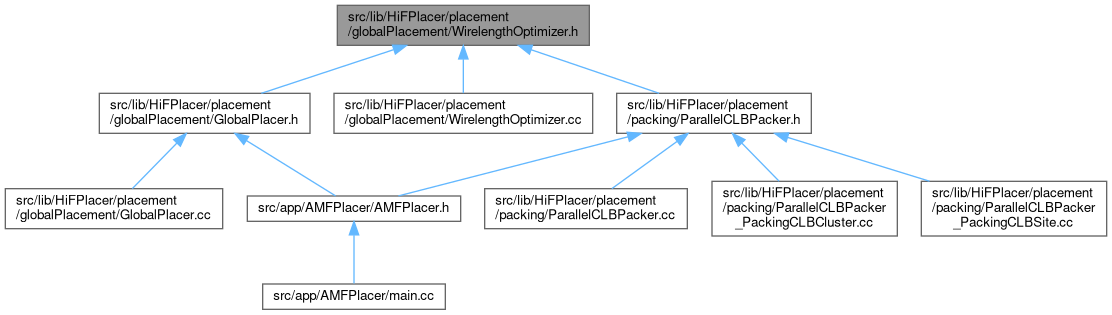 src/lib/HiFPlacer/placement
/globalPlacement/WirelengthOptimizer.h
src/lib/HiFPlacer/placement
/globalPlacement/GlobalPlacer.h
src/lib/HiFPlacer/placement
/globalPlacement/WirelengthOptimizer.cc
src/lib/HiFPlacer/placement
/packing/ParallelCLBPacker.h
src/lib/HiFPlacer/placement
/globalPlacement/GlobalPlacer.cc
src/app/AMFPlacer/AMFPlacer.h
src/lib/HiFPlacer/placement
/packing/ParallelCLBPacker.cc
src/lib/HiFPlacer/placement
/packing/ParallelCLBPacker
_PackingCLBCluster.cc
src/lib/HiFPlacer/placement
/packing/ParallelCLBPacker
_PackingCLBSite.cc
src/app/AMFPlacer/main.cc